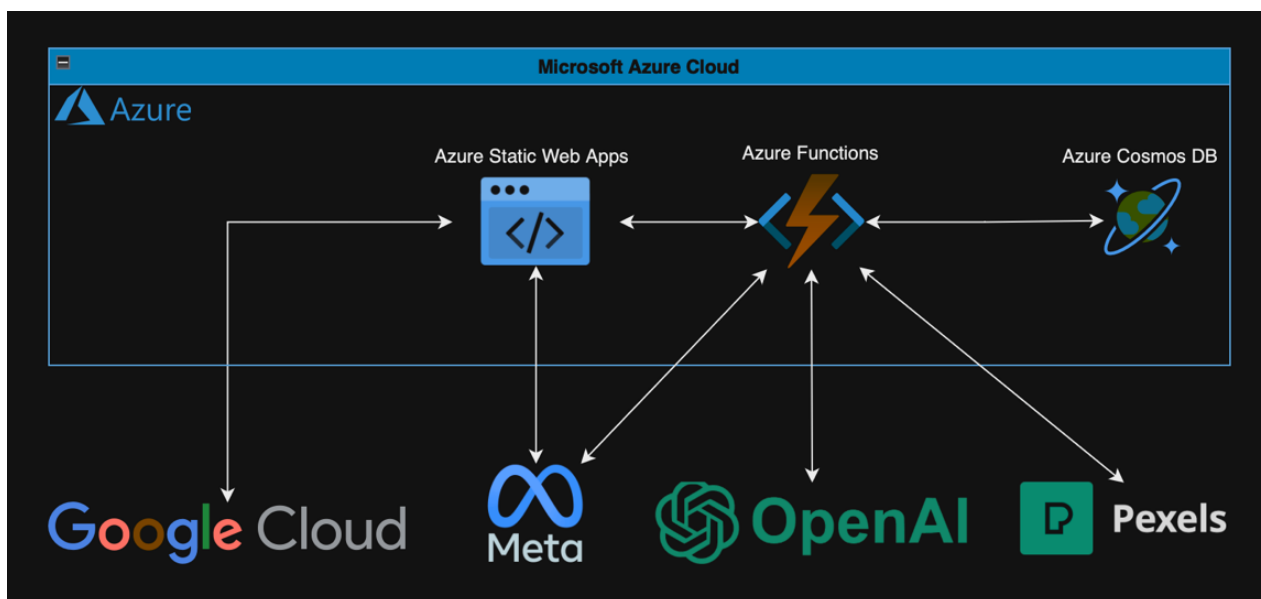 Microsoft Azure Cloud
Azure
Azure Static Web Apps
Azure Functions
Azure Cosmos DB
</>
Google Cloud
Meta
OpenAI
P
Pexels